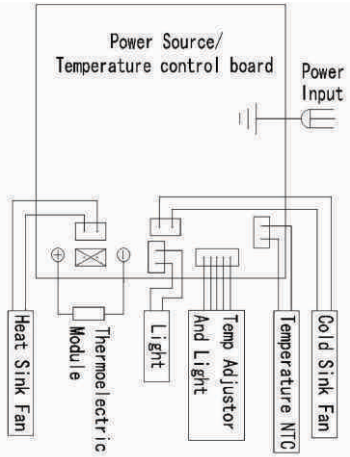 Power Source/
Temperature control board
Power
Input
Heat Sink Fan
Thermoelectric
Module
Light
Temp Adjustor
And Light
Temperature NTC
Cold Sink Fan